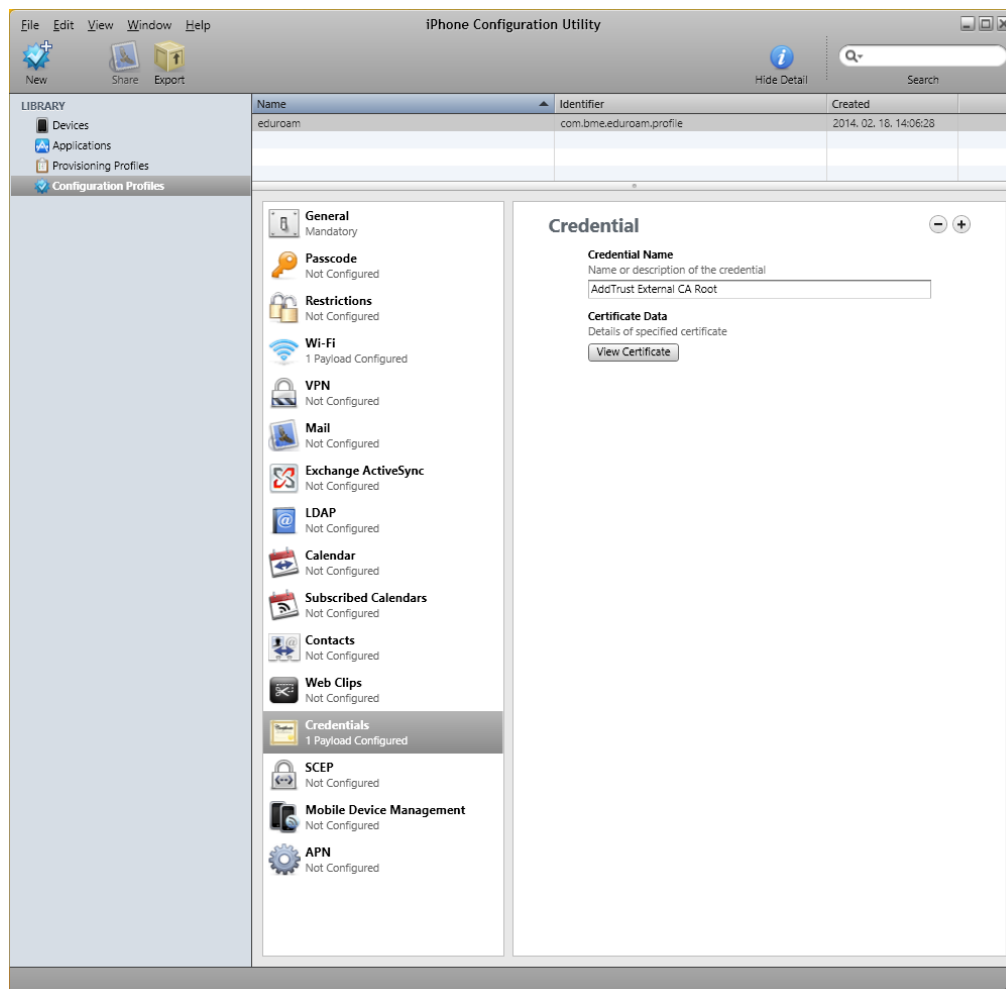 iPhone Configuration Utility
File Edit View Window Help
New Share Export Hide Detail Search
LIBRARY
Devices
Applications
Provisioning Profiles
Configuration Profiles
Name Identifier Created
eduroam com.bme.eduroam.profile 2014. 02. 18. 14:06:28
General
Mandatory
Passcode
Not Configured
Restrictions
Not Configured
Wi-Fi
1 Payload Configured
VPN
Not Configured
Mail
Not Configured
Exchange ActiveSync
Not Configured
LDAP
Not Configured
Calendar
Not Configured
Subscribed Calendars
Not Configured
Contacts
Not Configured
Web Clips
Not Configured
Credentials
1 Payload Configured
SCEP
Not Configured
Mobile Device Management
Not Configured
APN
Not Configured
Credential
Credential Name
Name or description of the credential
AddTrust External CA Root
Certificate Data
Details of specified certificate
View Certificate